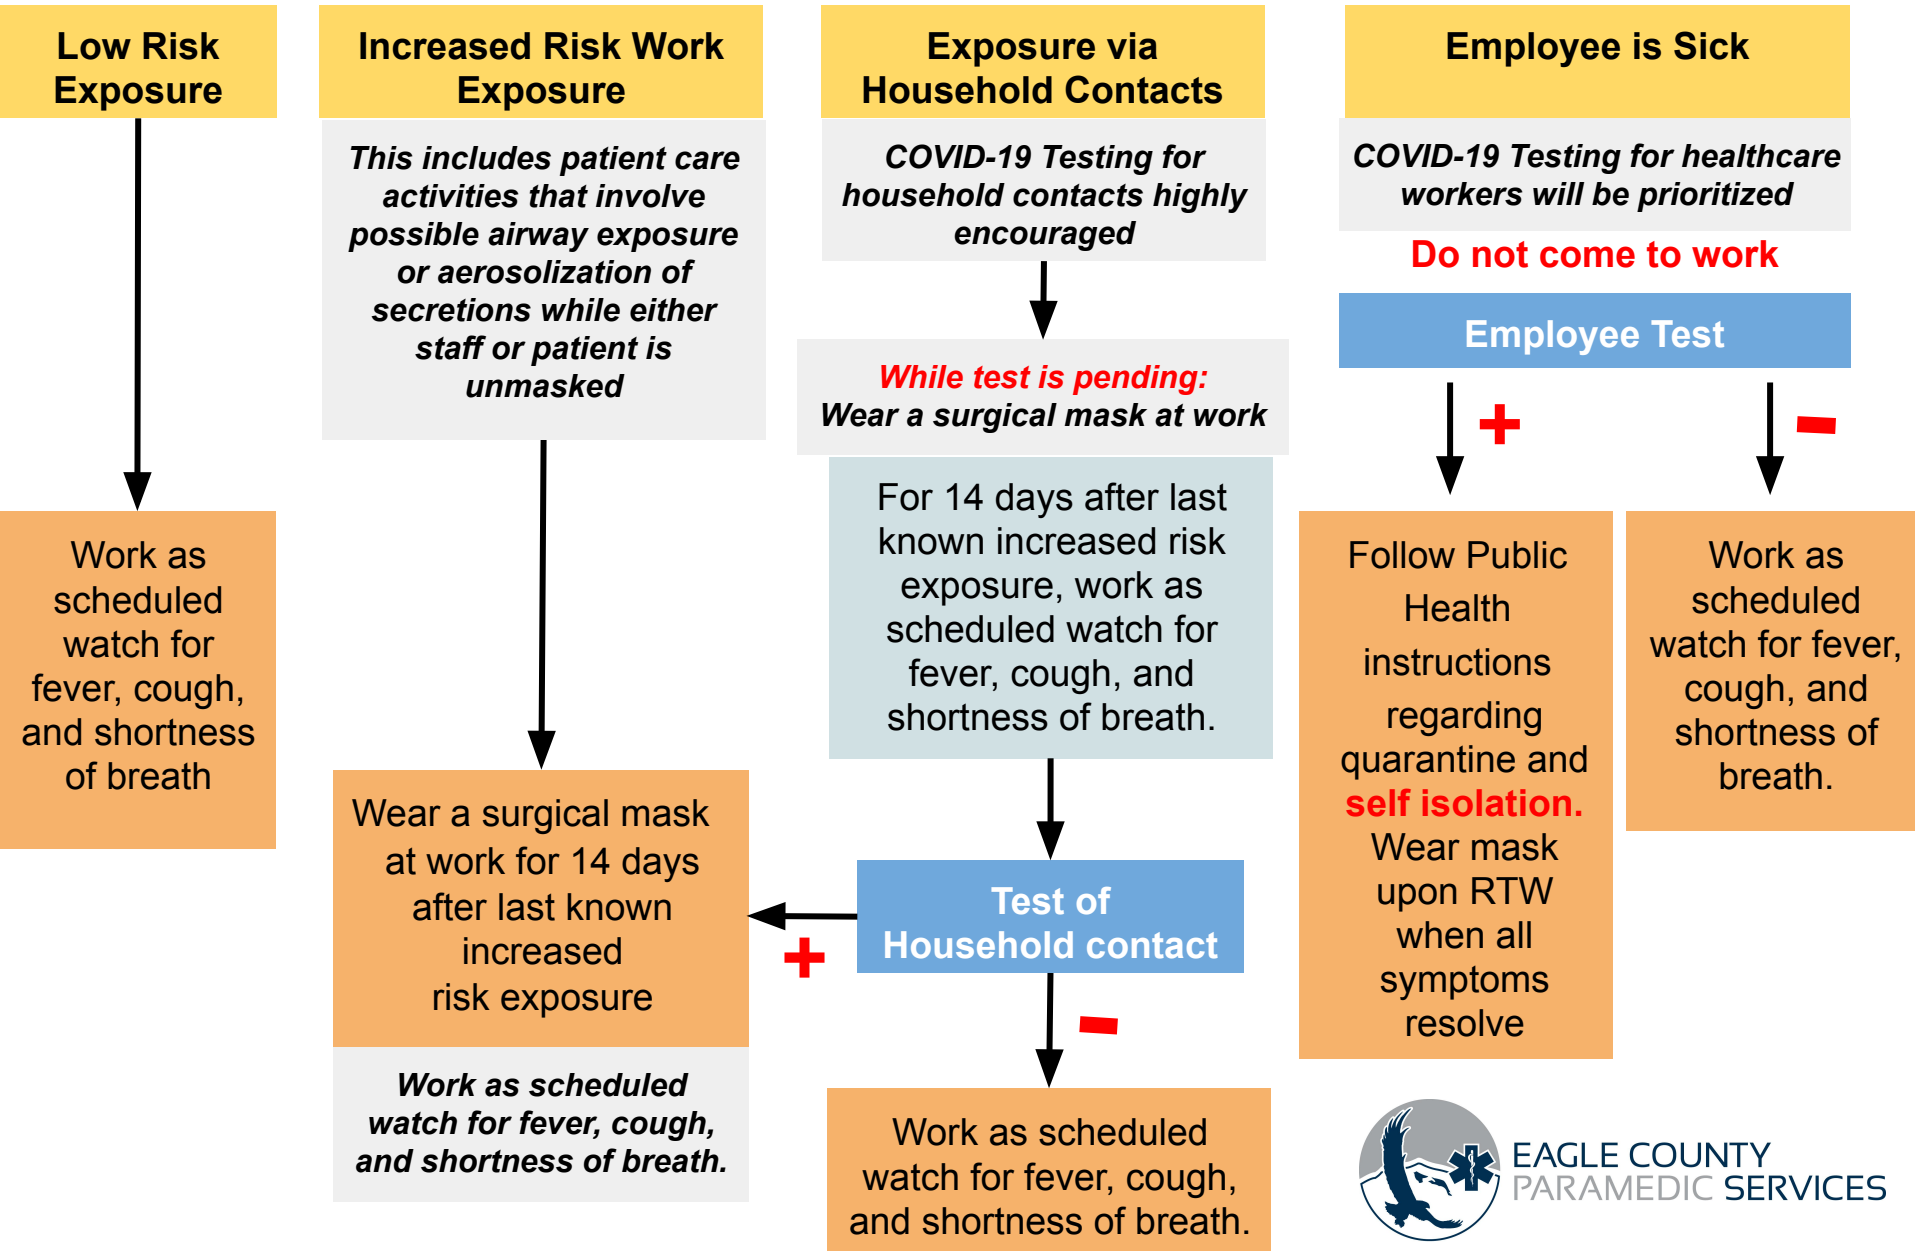 Low Risk
Exposure
Work as
scheduled
watch for
fever, cough,
and shortness
of breath
Increased Risk Work
Exposure
This includes patient care
activities that involve
possible airway exposure
or aerosolization of
secretions while either
staff or patient is
unmasked
Wear a surgical mask
at work for 14 days
after last known
increased
risk exposure
Work as scheduled
watch for fever, cough,
and shortness of breath.
Exposure via
Household Contacts
COVID-19 Testing for
household contacts highly
encouraged
While test is pending:
Wear a surgical mask at work
For 14 days after last
known increased risk
exposure, work as
scheduled watch for
fever, cough, and
shortness of breath.
Test of
Household contact
+
-
Work as scheduled
watch for fever, cough,
and shortness of breath.
Employee is Sick
COVID-19 Testing for healthcare
workers will be prioritized
Do not come to work
Employee Test
+
-
Follow Public
Health
instructions
regarding
quarantine and
self isolation.
Wear mask
upon RTW
when all
symptoms
resolve
Work as
scheduled
watch for fever,
cough, and
shortness of
breath.
EAGLE COUNTY
PARAMEDIC SERVICES